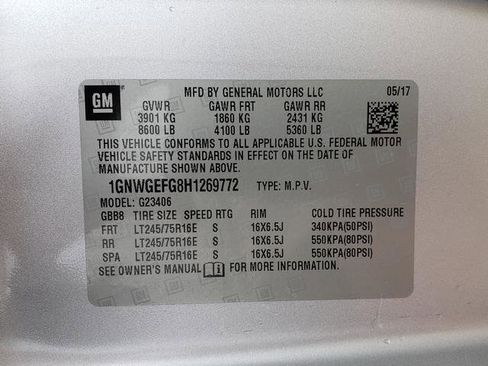 GM
MFD BY GENERAL MOTORS LLC 05/17
GVWR GAWR FRT GAWR RR
3901 KG 1860 KG 2431 KG
8600 LB 4100 LB 5360 LB
THIS VEHICLE CONFORMS TO ALL APPLICABLE U.S. FEDERAL MOTOR
VEHICLE SAFETY STANDARDS IN EFFECT ON THE DATE OF
MANUFACTURE SHOWN ABOVE.
1GNWGEFG8H1269772 TYPE: M.P.V.
MODEL: G23406
GBB8 TIRE SIZE SPEED RTG RIM COLD TIRE PRESSURE
FRT LT245/75R16E S 16X6.5J 340KPA(50PSI)
RR LT245/75R16E S 16X6.5J 550KPA(80PSI)
SPA LT245/75R16E S 16X6.5J 550KPA(80PSI)
SEE OWNER'S MANUAL FOR MORE INFORMATION.